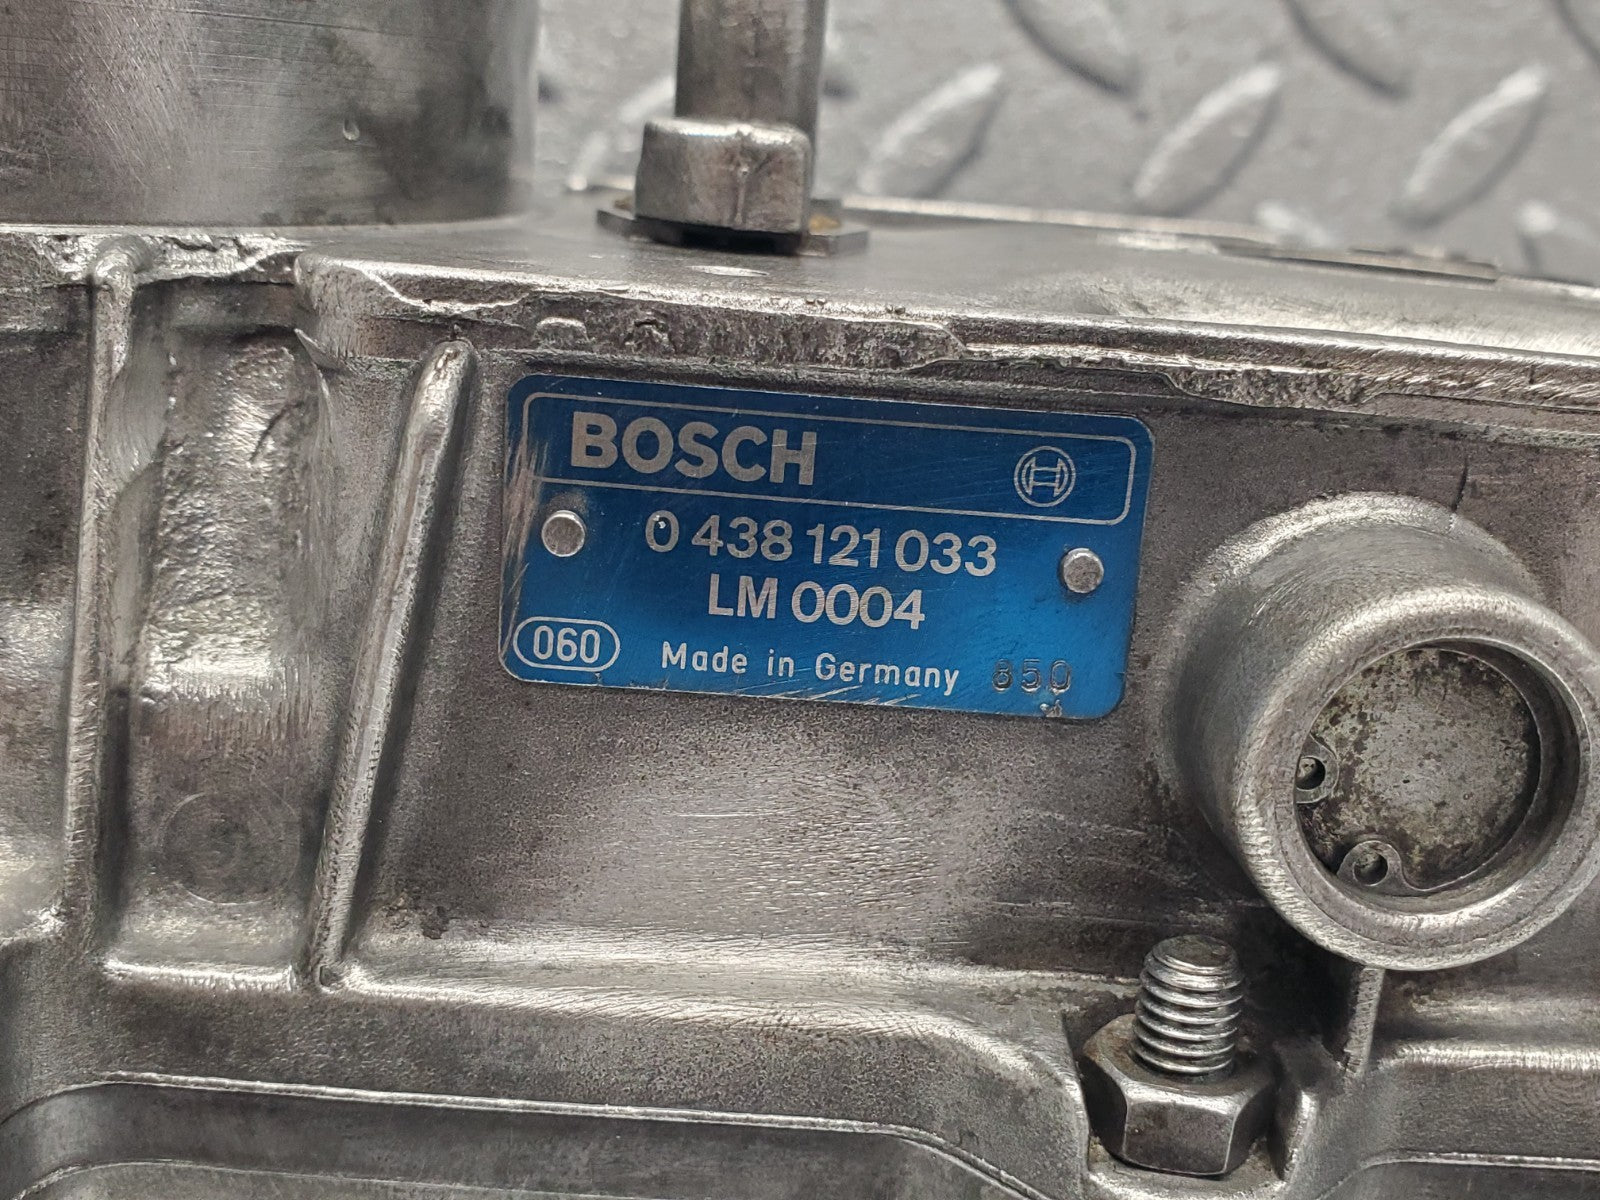 BOSCH
0 438 121 033
LM 0004
060 Made in Germany 850